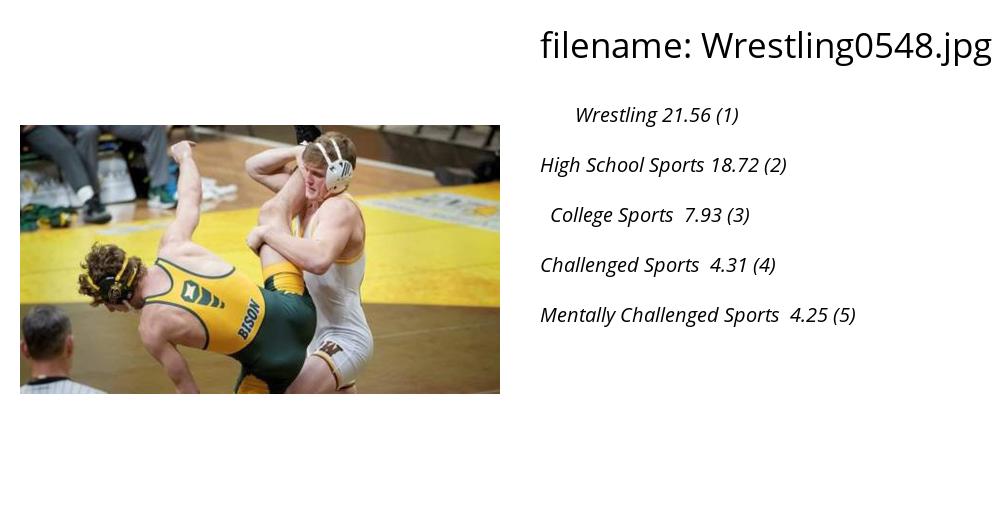 filename: Wrestling0548.jpg
Wrestling 21.56 (1)
High School Sports 18.72 (2)
College Sports 7.93 (3)
Challenged Sports 4.31 (4)
Mentally Challenged Sports 4.25 (5)
BISON
W